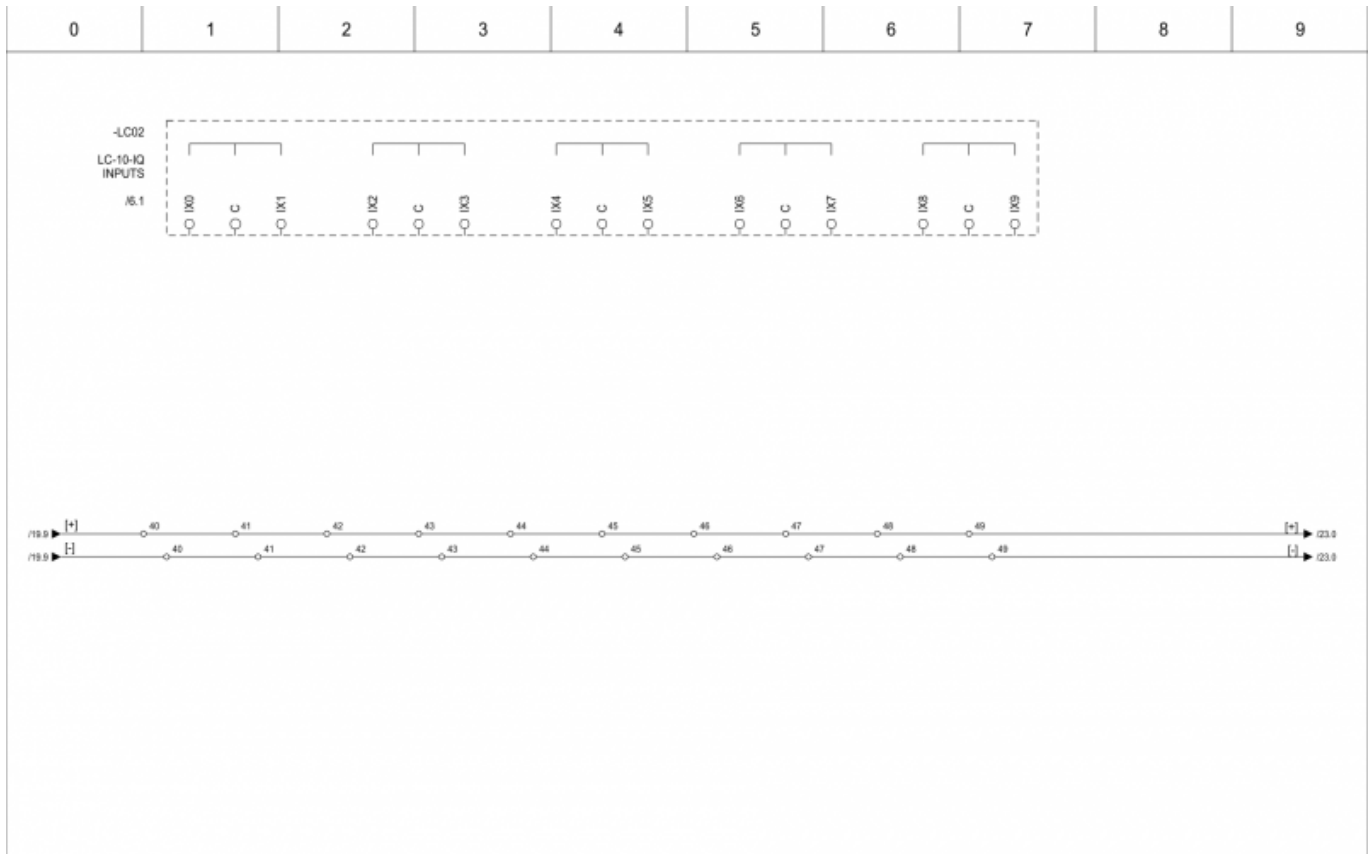 0 1 2 3 4 5 6 7 8 9
-LC02
LC-10-IQ
INPUTS
/6.1
IX0 C IX1 IX2 C IX3 IX4 C IX5 IX6 C IX7 IX8 C IX9
/19.9 [+] 40 41 42 43 44 45 46 47 48 49 [+] /23.0
/19.9 [-] 40 41 42 43 44 45 46 47 48 49 [-] /23.0